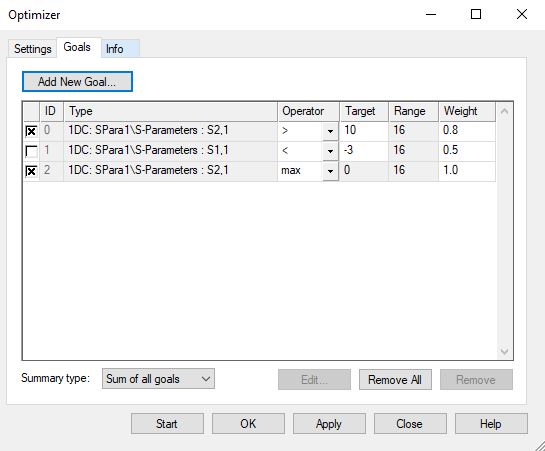 Optimizer
Settings Goals Info
Add New Goal...
ID Type Operator Target Range Weight
0 1DC: SPara1\S-Parameters : S2,1 > 10 16 0.8
1 1DC: SPara1\S-Parameters : S1,1 < -3 16 0.5
2 1DC: SPara1\S-Parameters : S2,1 max 0 16 1.0
Summary type: Sum of all goals Edit... Remove All Remove
Start OK Apply Close Help